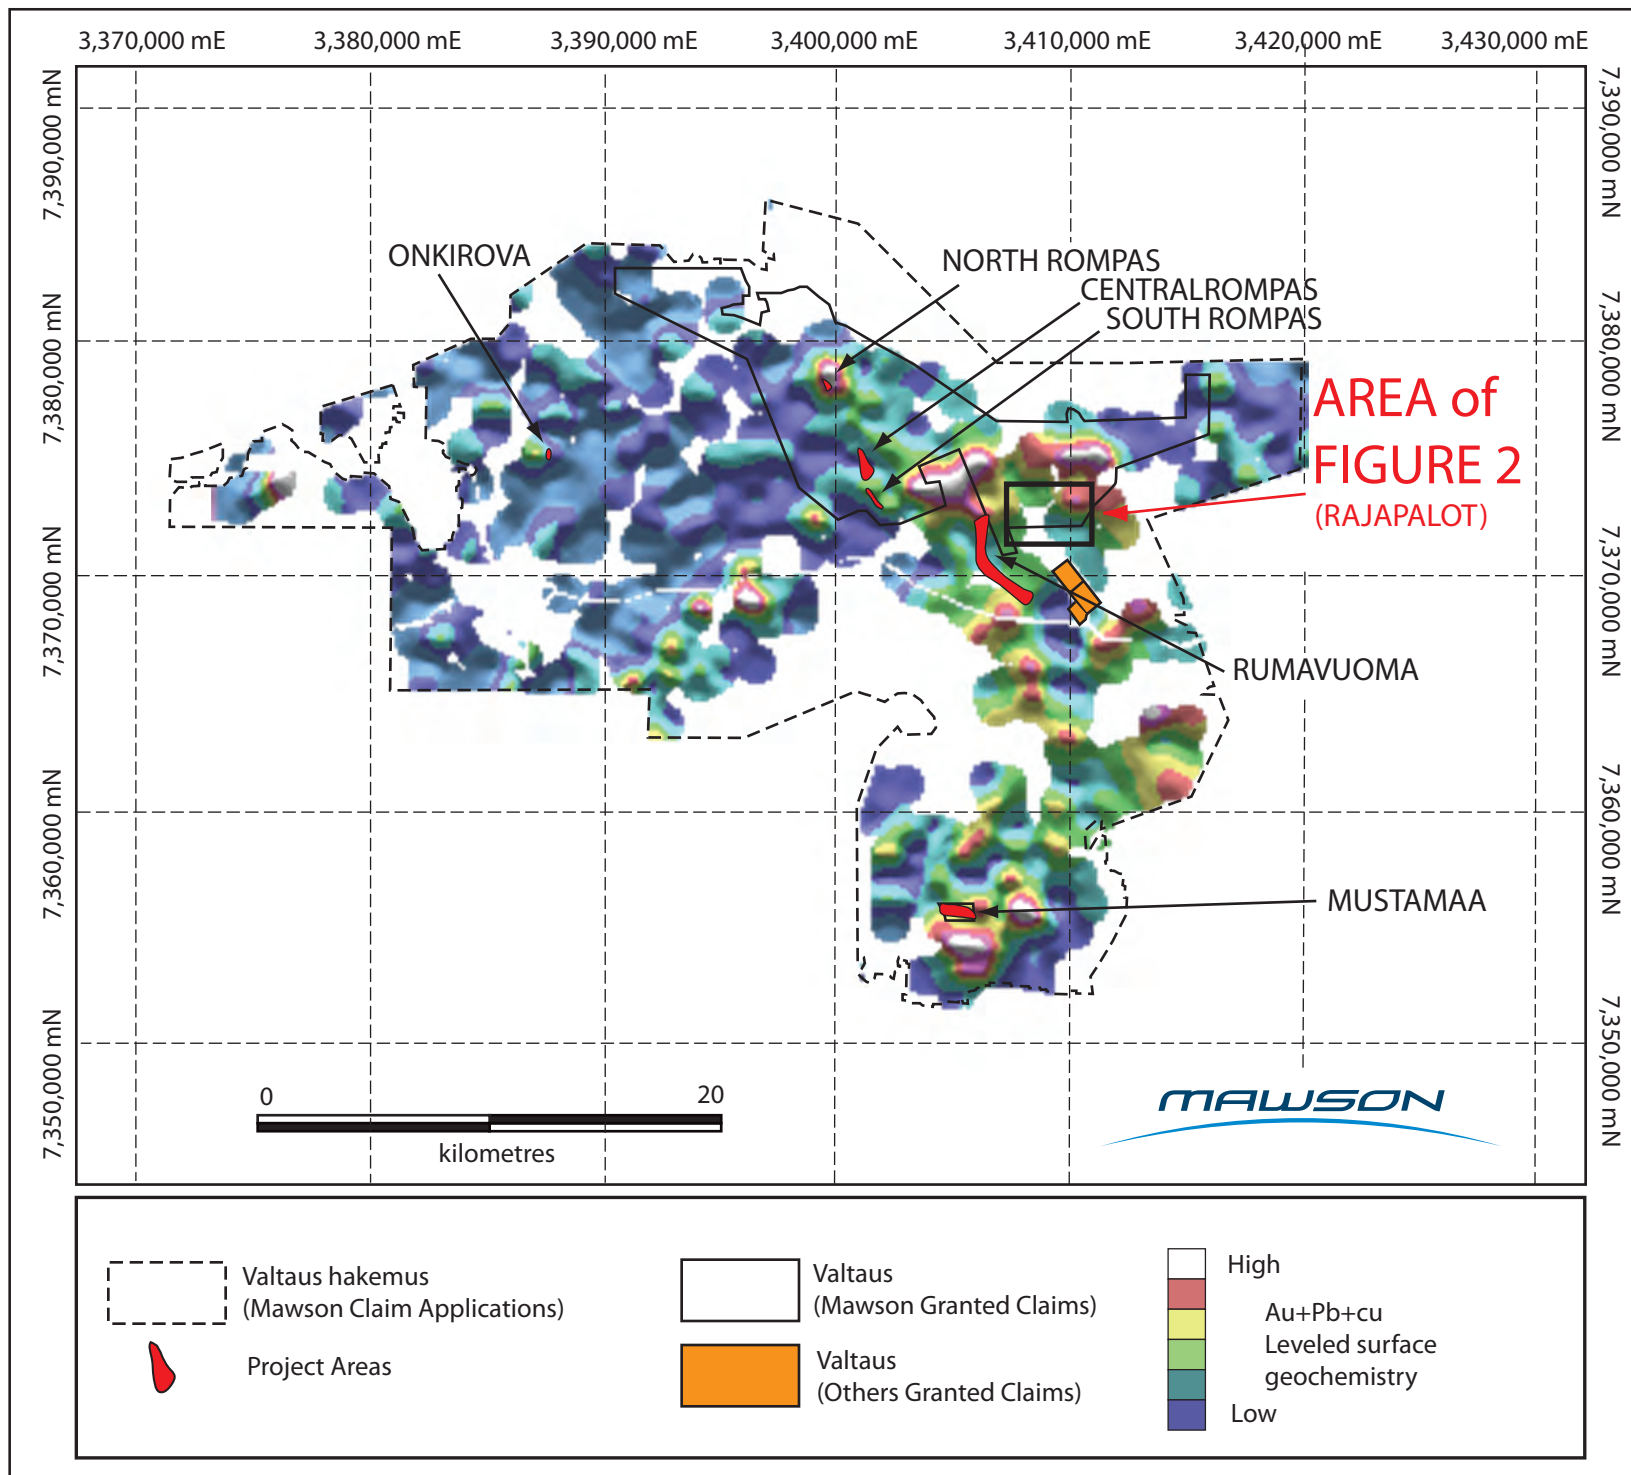 3,370,000 mE
3,380,000 mE
3,390,000 mE
3,400,000 mE
3,410,000 mE
3,420,000 mE
3,430,000 mE
7,390,000 mN
7,380,000 mN
7,370,000 mN
7,360,000 mN
7,350,000 mN
7,390,000 mN
7,380,000 mN
7,370,000 mN
7,360,000 mN
7,350,000 mN
ONKIROVA
NORTH ROMPAS
CENTRALROMPAS
SOUTH ROMPAS
AREA of
FIGURE 2
(RAJAPALOT)
RUMAVUOMA
MUSTAMAA
0
20
kilometres
MAWSON
Valtaus hakemus
(Mawson Claim Applications)
Project Areas
Valtaus
(Mawson Granted Claims)
Valtaus
(Others Granted Claims)
High
Au+Pb+cu
Leveled surface
geochemistry
Low